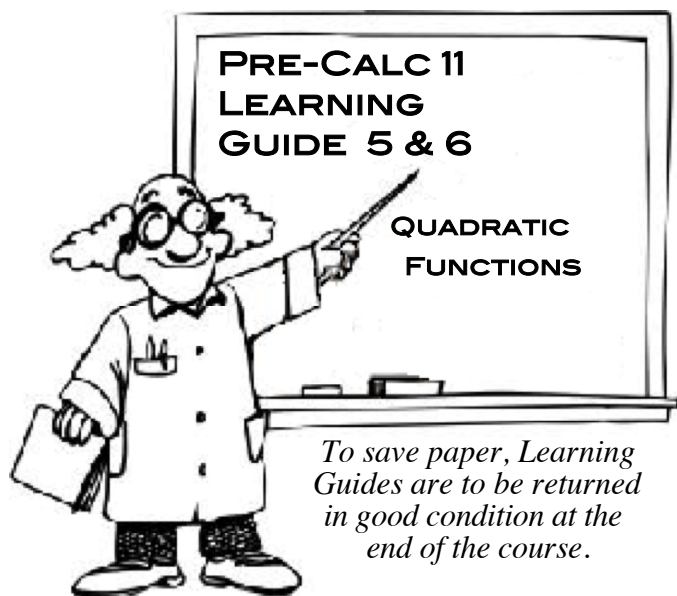 PRE-CALC 11
LEARNING
GUIDE 5 & 6
QUADRATIC
FUNCTIONS
To save paper, Learning
Guides are to be returned
in good condition at the
end of the course.